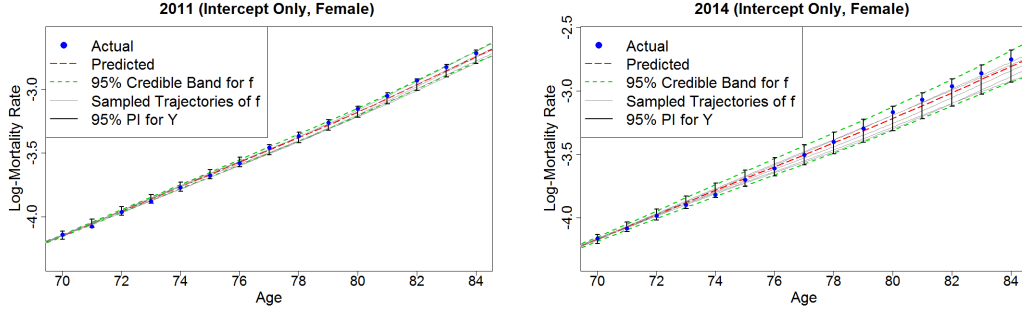 2011 (Intercept Only, Female)
Actual
Predicted
95% Credible Band for f
Sampled Trajectories of f
95% PI for Y
Log-Mortality Rate
-3.0
-3.5
-4.0
70 72 74 76 78 80 82 84
Age
2014 (Intercept Only, Female)
Actual
Predicted
95% Credible Band for f
Sampled Trajectories of f
95% PI for Y
Log-Mortality Rate
-2.5
-3.0
-3.5
-4.0
70 72 74 76 78 80 82 84
Age